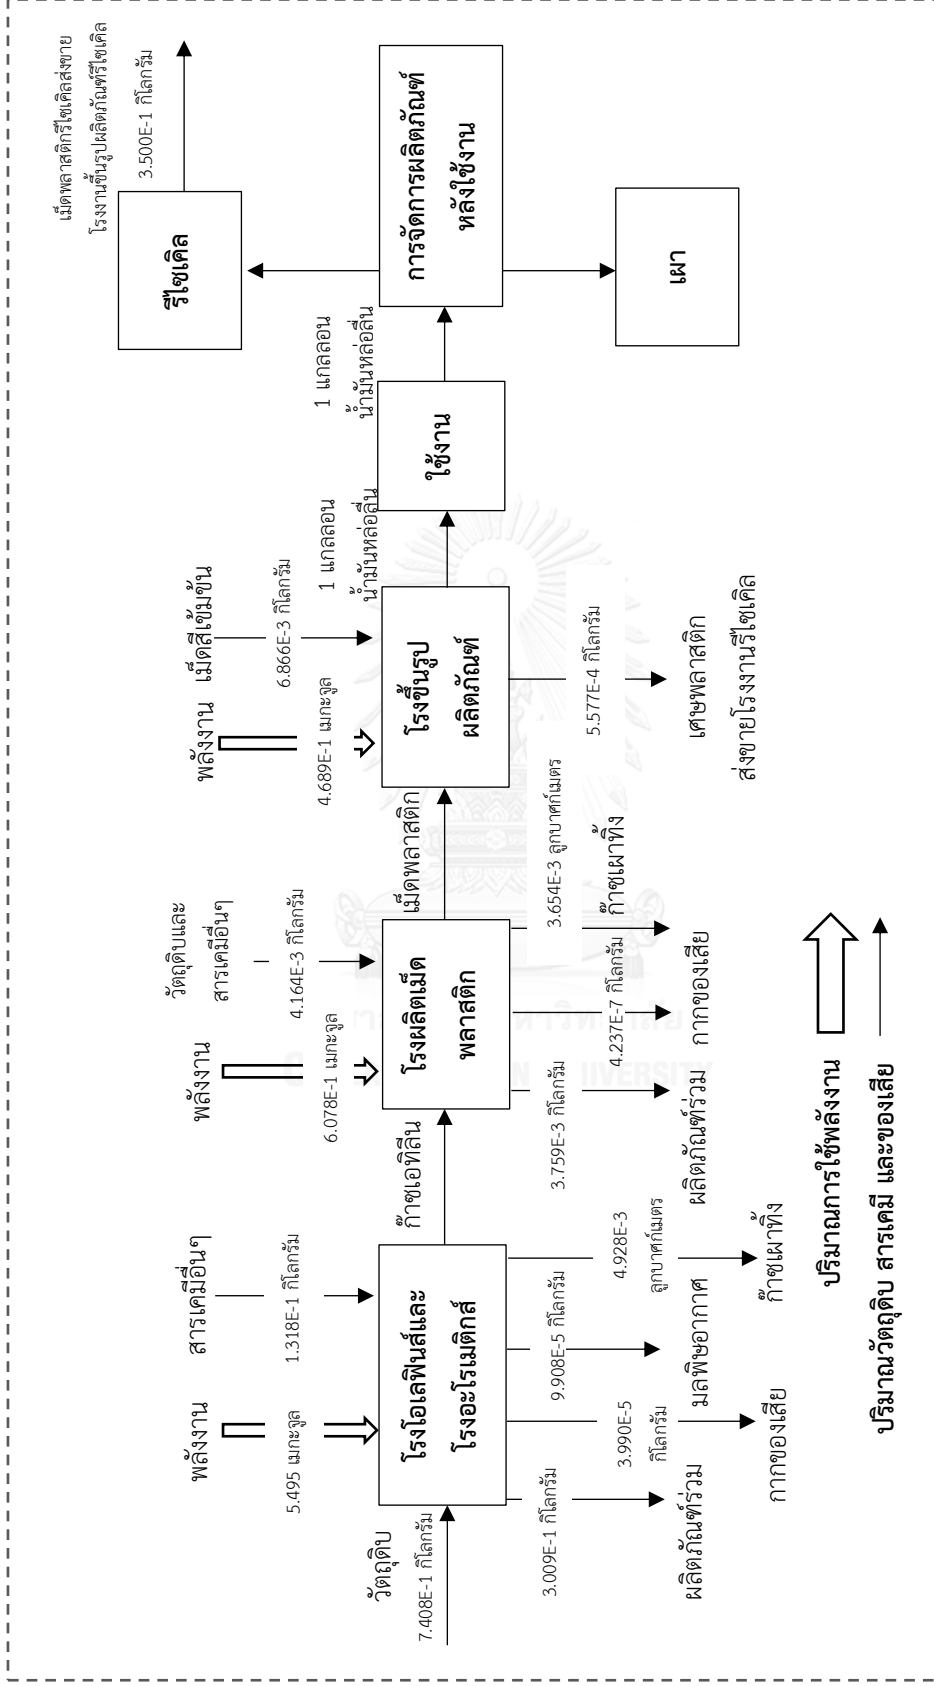 เม็ดพลาสติกรีไซเคิลส่งขาย
โรงงานขึ้นรูปผลิตภัณฑ์รีไซเคิล
3.500E-1 กิโลกรัม
รีไซเคิล
การจัดการผลิตภัณฑ์
หลังใช้งาน
เผา
1 แกลลอน
น้ำมันหล่อลื่น
ใช้งาน
1 แกลลอน
น้ำมันหล่อลื่น
พลังงาน
4.689E-1 เมกะจูล
เม็ดสีเข้มข้น
6.866E-3 กิโลกรัม
โรงขึ้นรูป
ผลิตภัณฑ์
5.577E-4 กิโลกรัม
เศษพลาสติก
ส่งขายโรงงานรีไซเคิล
เม็ดพลาสติก
พลังงาน
6.078E-1 เมกะจูล
วัตถุดิบและ
สารเคมีอื่นๆ
4.164E-3 กิโลกรัม
โรงผลิตเม็ด
พลาสติก
3.759E-3 กิโลกรัม
ผลิตภัณฑ์ร่วม
4.237E-7 กิโลกรัม
กากของเสีย
3.654E-3 ลูกบาศก์เมตร
ก๊าซเผาทิ้ง
ก๊าซเอทิลีน
พลังงาน
5.495 เมกะจูล
สารเคมีอื่นๆ
1.318E-1 กิโลกรัม
วัตถุดิบ
7.408E-1 กิโลกรัม
โรงโอเลฟินส์และ
โรงอะโรเมติกส์
3.009E-1 กิโลกรัม
ผลิตภัณฑ์ร่วม
3.990E-5
กิโลกรัม
กากของเสีย
9.908E-5 กิโลกรัม
มลพิษอากาศ
4.928E-3
ลูกบาศก์เมตร
ก๊าซเผาทิ้ง
ปริมาณการใช้พลังงาน
ปริมาณวัตถุดิบ สารเคมี และของเสีย